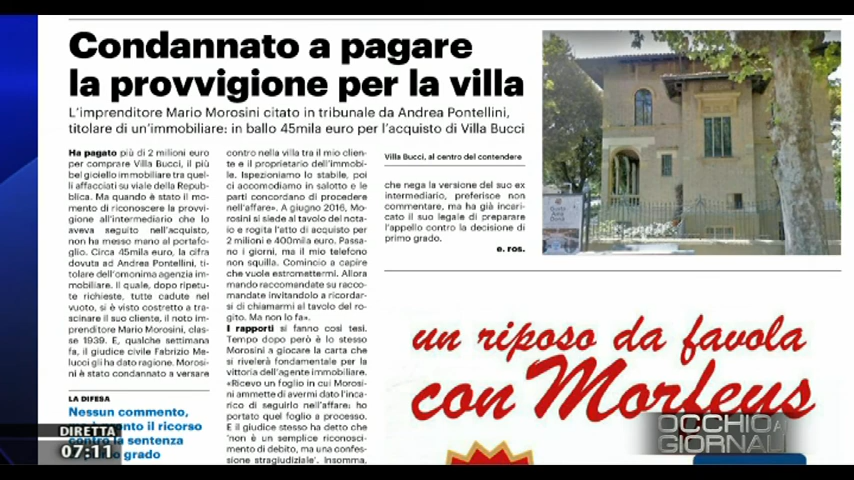 Condannato a pagare
la provvigione per la villa
L'imprenditore Mario Morosini citato in tribunale da Andrea Pontellini,
titolare di un'immobiliare: in ballo 45mila euro per l'acquisto di Villa Bucci
Ha pagato più di 2 milioni di euro
per comprare Villa Bucci, il più
bel gioiello immobiliare tra quel-
li affacciati su viale della Repub-
blica. Ma quando è stato il mo-
mento di riconoscere la provvi-
gione all'intermediario che lo
aveva seguito nell'acquisto,
non ha messo mano al portafo-
glio. Circa 45mila euro, la cifra
dovuta ad Andrea Pontellini, ti-
tolare dell'omonima agenzia im-
mobiliare. Il quale, dopo ripetu-
te richieste, tutte cadute nel
vuoto, si è visto costretto a tra-
scinare il suo cliente, il noto im-
prenditore Mario Morosini, clas-
se 1939. E, qualche settimana
fa, il giudice civile Fabrizio Me-
lucci gli ha dato ragione. Morosi-
ni è stato condannato a versare
LA DIFESA
Nessun commento,
pronto il ricorso
contro la sentenza
grado
contro nella villa tra il mio clien-
te e il proprietario dell'immobi-
le. Ispezioniamo lo stabile, poi
ci accomodiamo in salotto e le
parti concordano di procedere
nell'affare». A giugno 2016, Mo-
rosini si siede al tavolo del nota-
io e rogita l'atto di acquisto per
2 milioni e 400mila euro. Passa-
no i giorni, ma il mio telefono
non squilla. Comincio a capire
che vuole estromettermi. Allora
mando raccomandate su racco-
mandate invitandolo a ricordar-
si di chiamarmi al tavolo del ro-
gito. Ma non lo fa».
I rapporti si fanno così tesi.
Tempo dopo però è lo stesso
Morosini a giocare la carta che
si rivelerà fondamentale per la
vittoria dell'agente immobiliare.
«Ricevo un foglio in cui Morosi-
ni ammette di avermi dato l'inca-
rico di seguirlo nell'affare: ho
portato quel foglio a processo.
E il giudice stesso ha detto che
'non è un semplice riconosci-
mento di debito, ma una confes-
sione stragiudiziale'. Insomma,
Villa Bucci, al centro del contendere
che nega la versione del suo ex
intermediario, preferisce non
commentare, ma ha già incari-
cato il suo legale di preparare
l'appello contro la decisione di
primo grado.
e. ros.
un riposo da favola
con Morfeus
DIRETTA
07:11
OCCHIO AI
GIORNALI